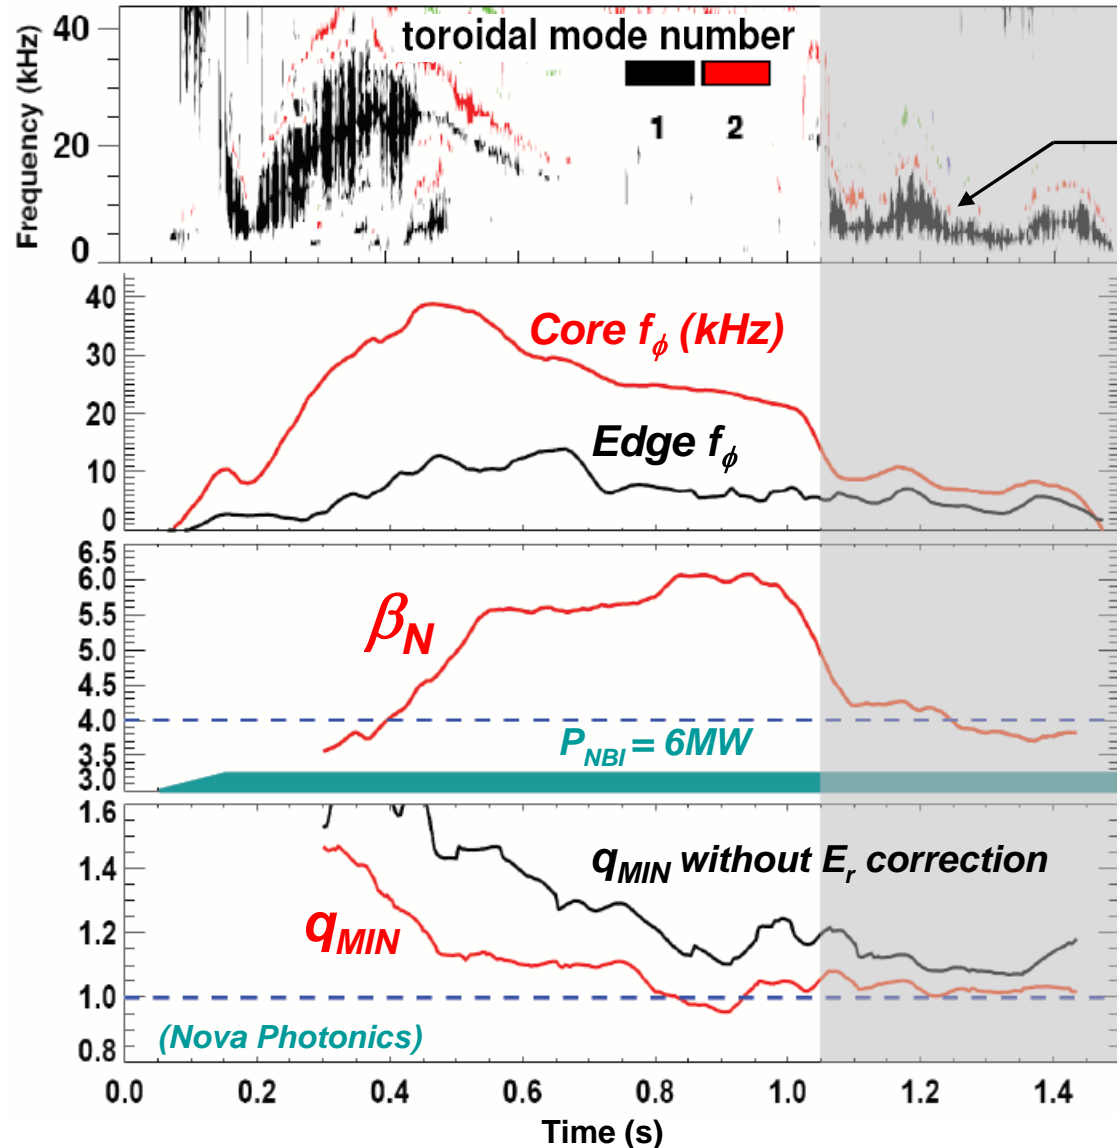 toroidal mode number
1 2
Frequency (kHz)
40
20
0
Core fϕ (kHz)
Edge fϕ
40
30
20
10
0
6.5
6.0
5.5
5.0
4.5
4.0
3.5
3.0
βN
PNBI = 6MW
1.6
1.4
1.2
1.0
0.8
qMIN without Er correction
qMIN
(Nova Photonics)
0.0 0.2 0.4 0.6 0.8 1.0 1.2 1.4
Time (s)